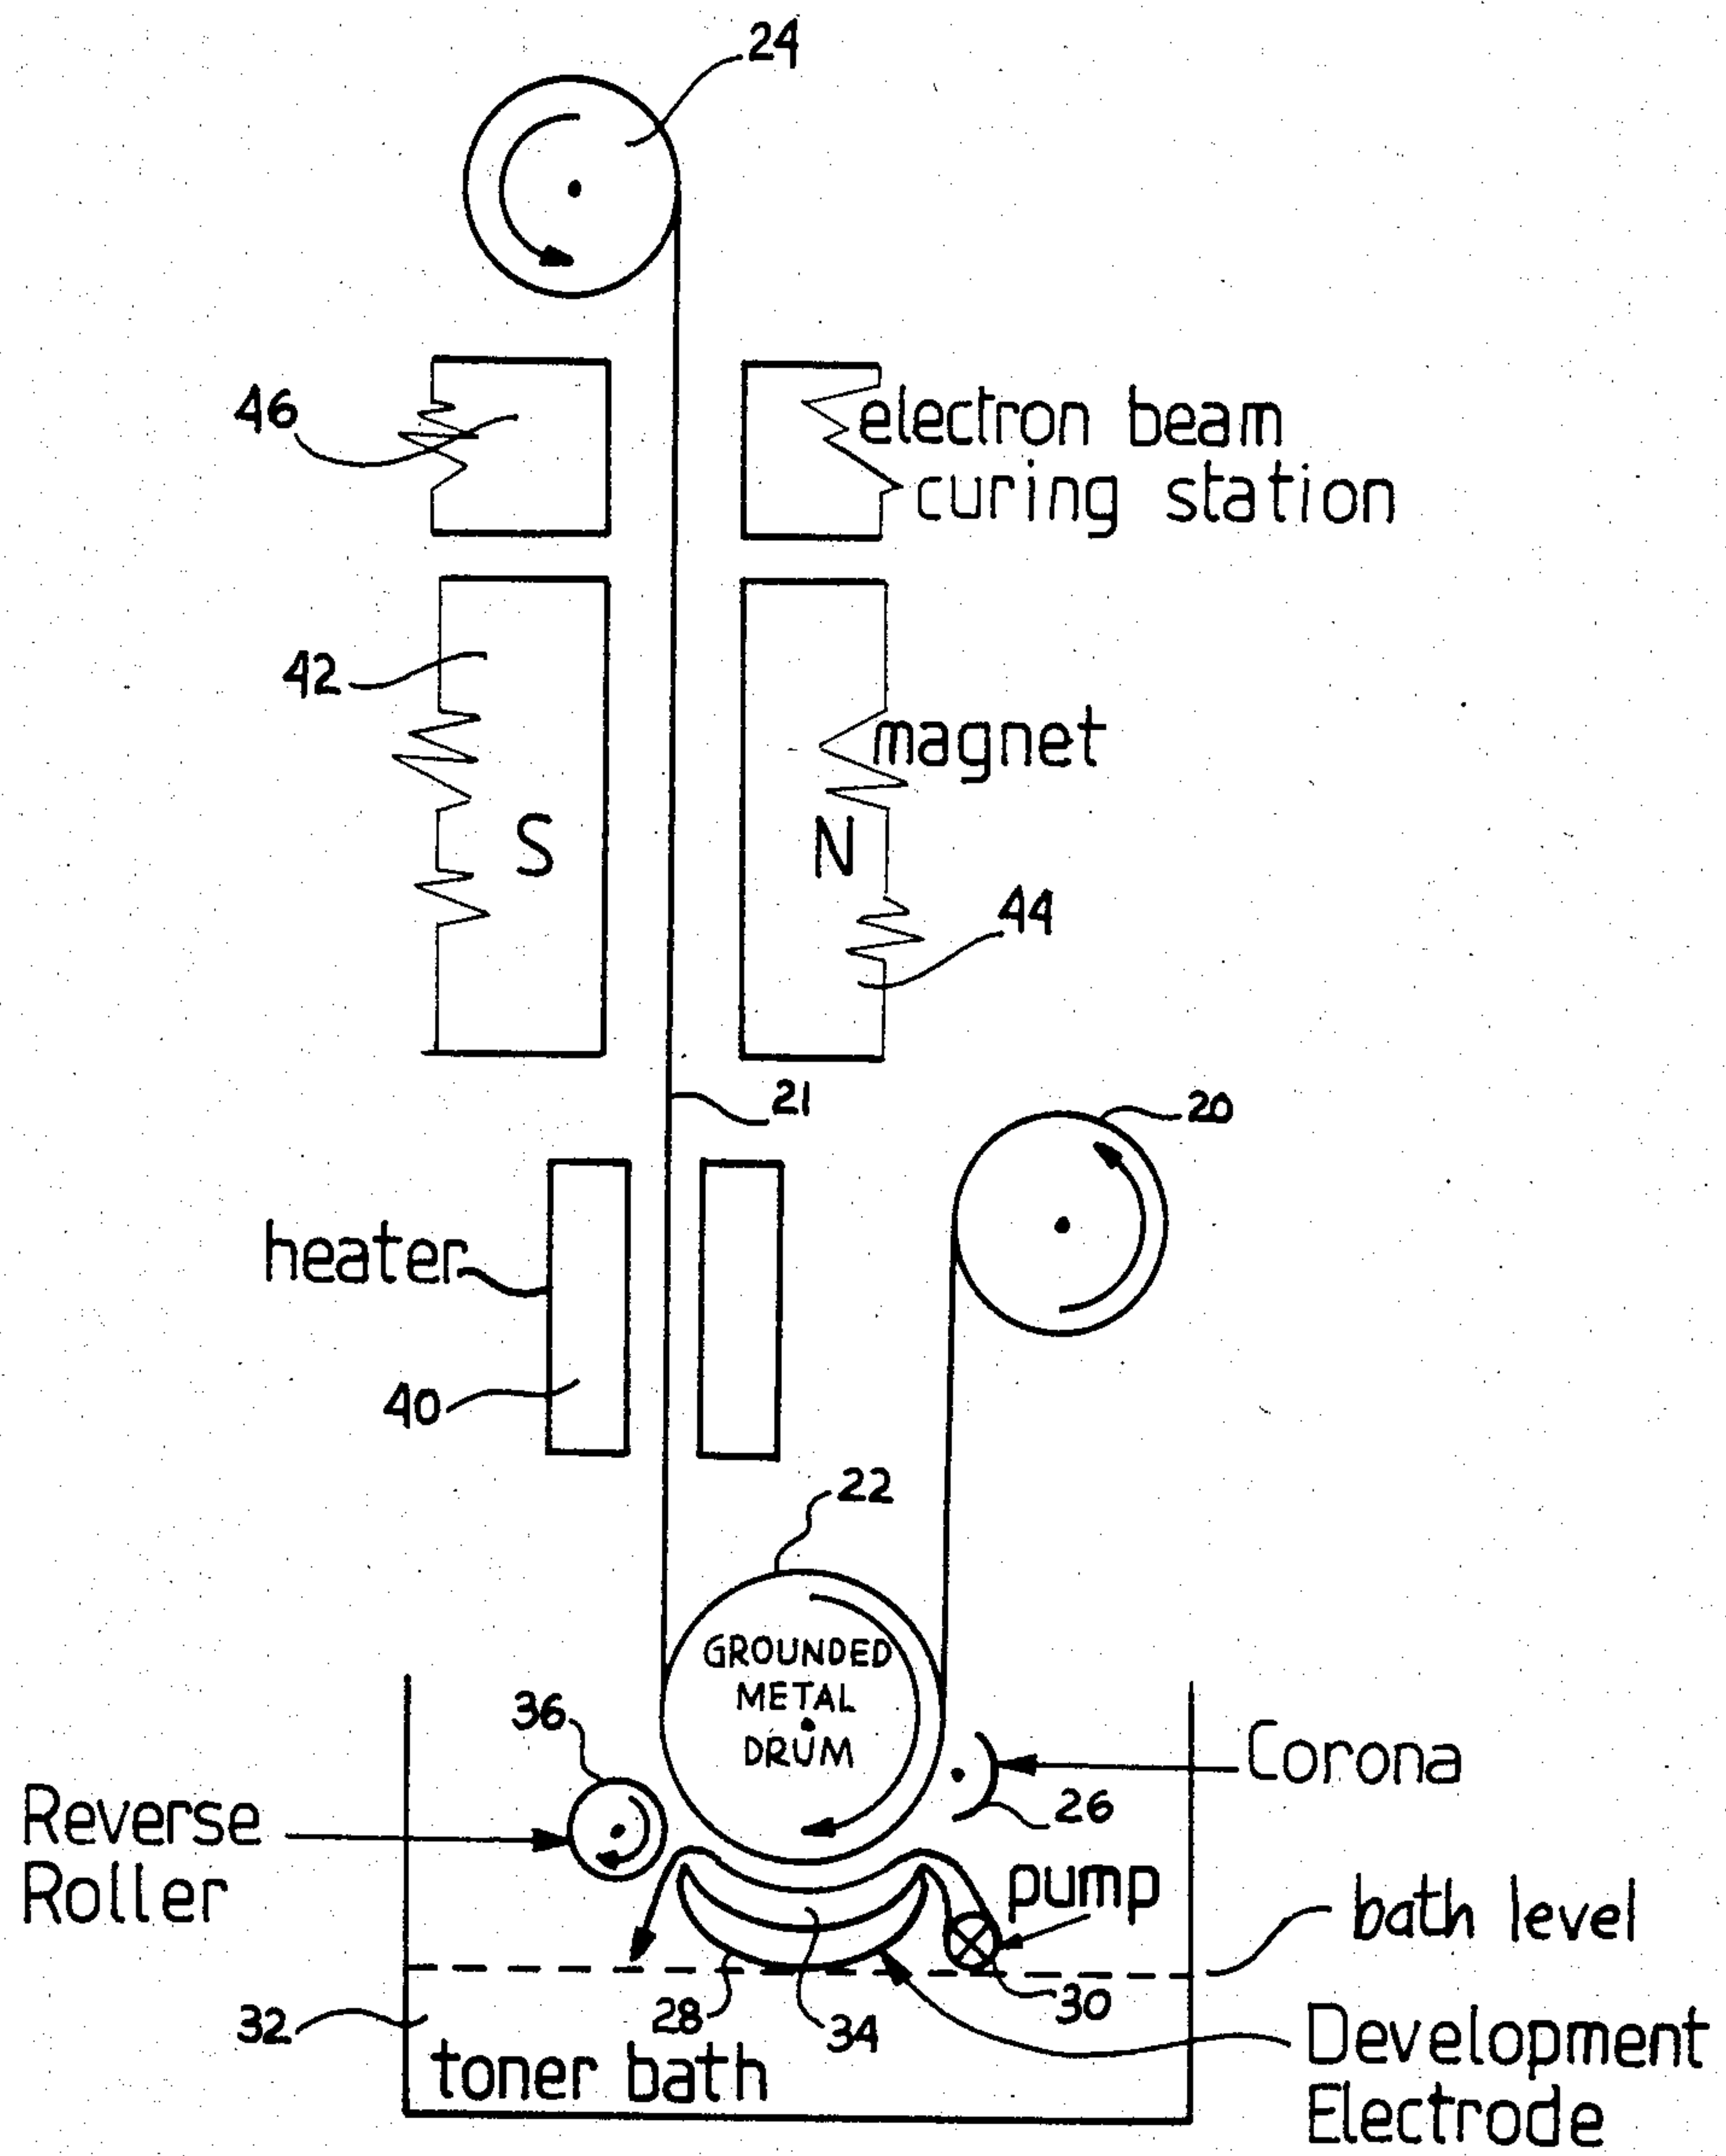 24
46
electron beam
curing station
42
magnet
S
N
44
21
20
heater
40
22
GROUNDED
METAL
DRUM
36
Corona
26
Reverse
Roller
pump
bath level
30
28
34
32
toner bath
Development
Electrode